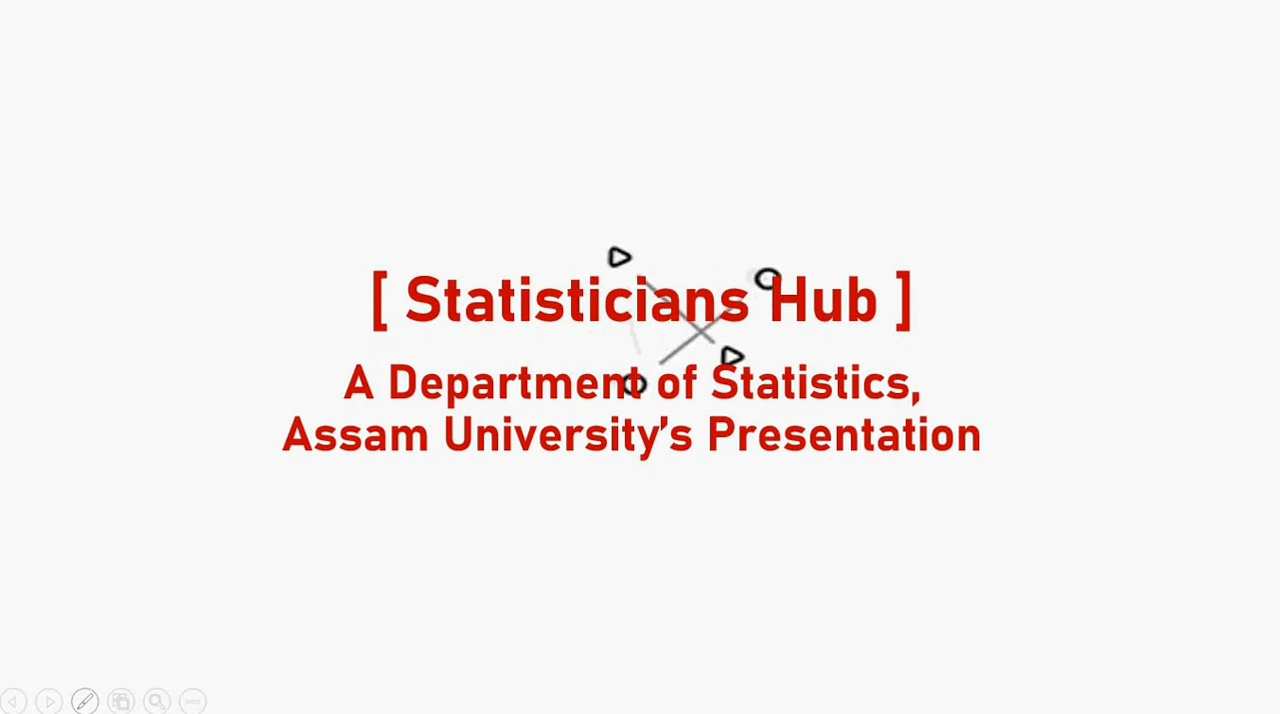 [ Statisticians Hub ]
A Department of Statistics,
Assam University's Presentation